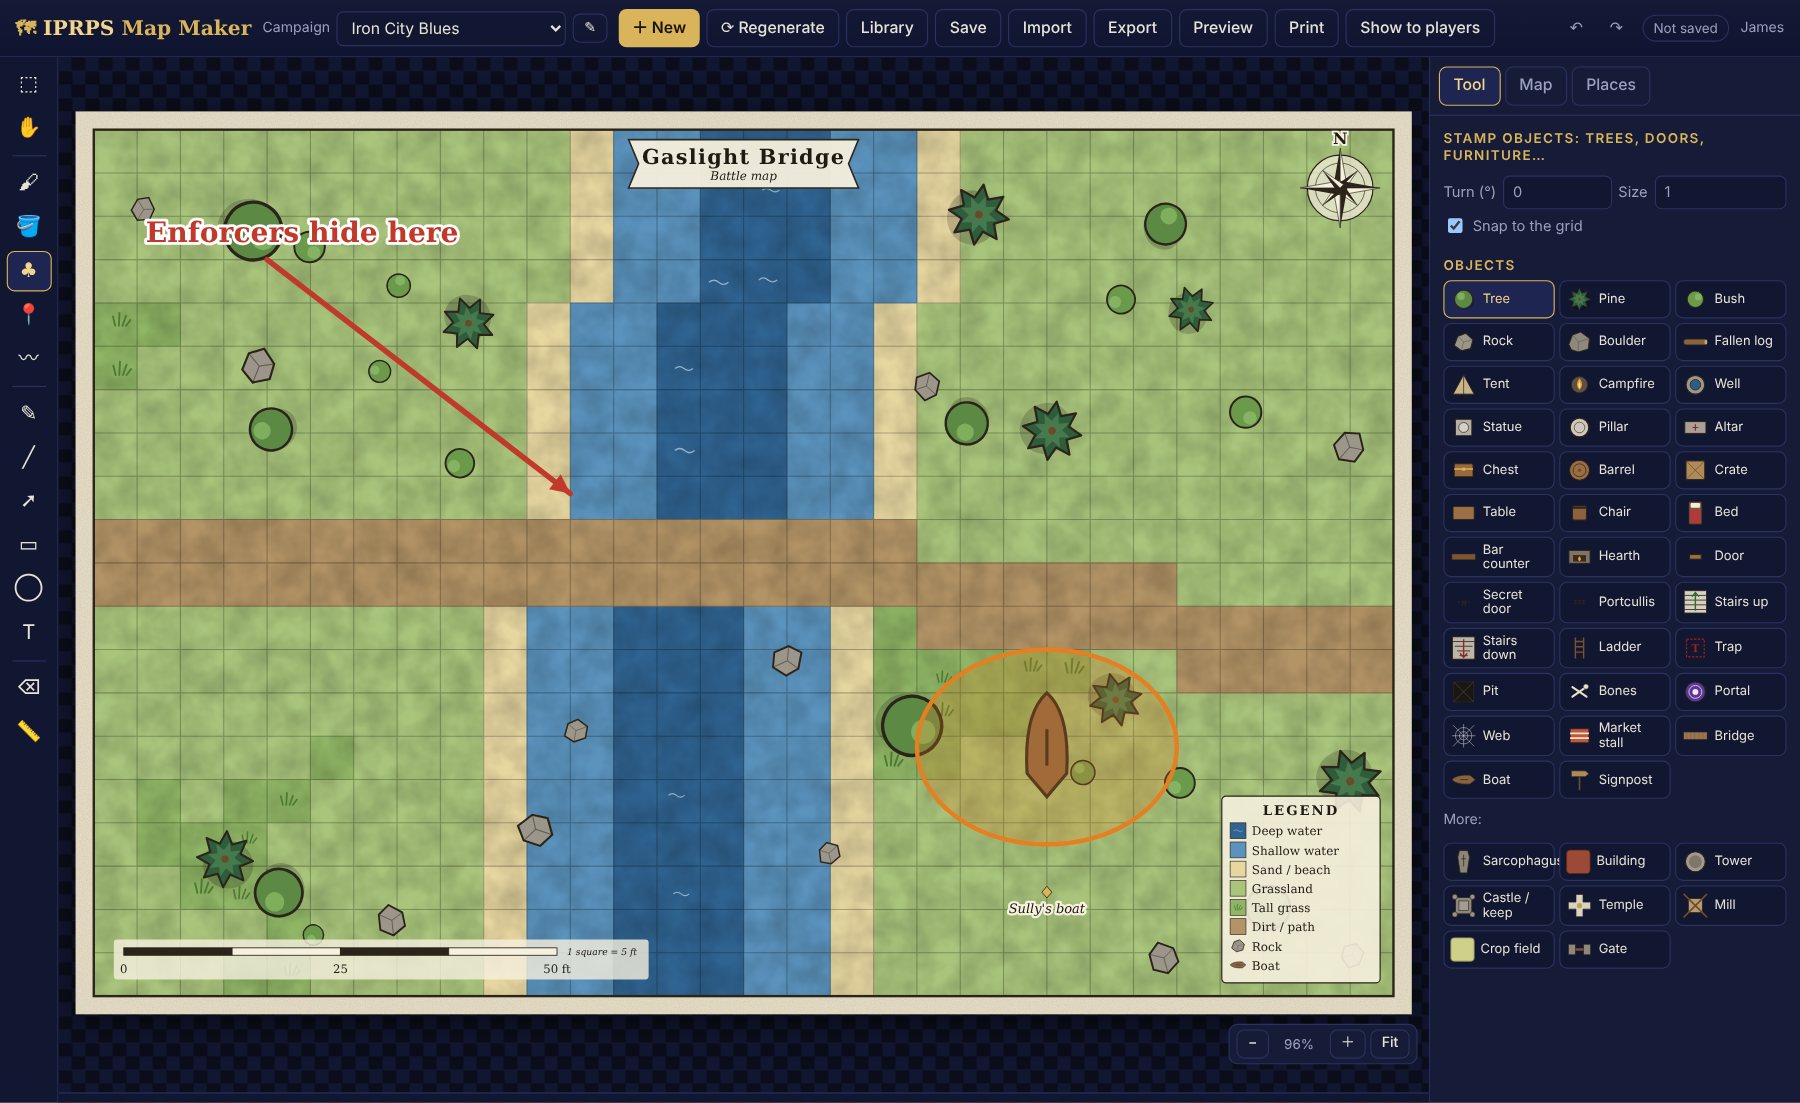 IPRPS Map Maker
Campaign
Iron City Blues
+ New
Regenerate
Library
Save
Import
Export
Preview
Print
Show to players
Not saved
James
Tool
Map
Places
STAMP OBJECTS: TREES, DOORS,
FURNITURE...
Turn (°)
0
Size
1
Snap to the grid
OBJECTS
Tree
Pine
Bush
Rock
Boulder
Fallen log
Tent
Campfire
Well
Statue
Pillar
Altar
Chest
Barrel
Crate
Table
Chair
Bed
Bar
counter
Hearth
Door
Secret
door
Portcullis
Stairs up
Stairs
down
Ladder
Trap
Pit
Bones
Portal
Web
Market
stall
Bridge
Boat
Signpost
More:
Sarcophagus
Building
Tower
Castle /
keep
Temple
Mill
Crop field
Gate
T
Gaslight Bridge
Battle map
N
Enforcers hide here
Sully's boat
LEGEND
Deep water
Shallow water
Sand / beach
Grassland
Tall grass
Dirt / path
Rock
Boat
1 square = 5 ft
0
25
50 ft
–
96%
+
Fit